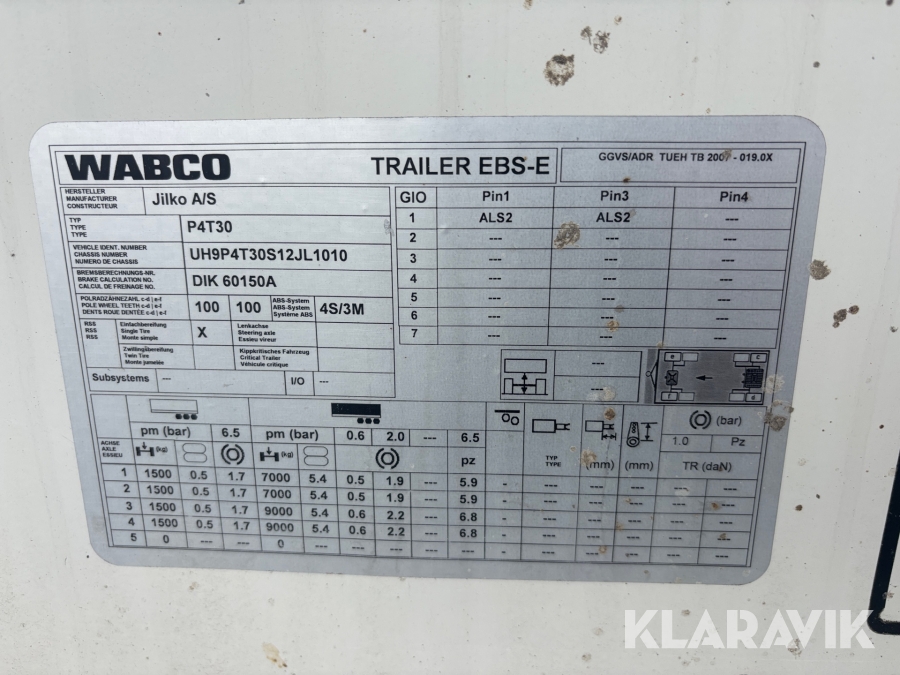 WABCO TRAILER EBS-E GGVS/ADR TUEH TB 2007 - 019.0X
HERSTELLER
MANUFACTURER
CONSTRUCTEUR
Jilko A/S
TYP
TYPE
TYPE
P4T30
VEHICLE IDENT. NUMBER
CHASSIS NUMBER
NUMERO DE CHASSIS
UH9P4T30S12JL1010
BREMSBERECHNUNGS-NR.
BRAKE CALCULATION NO.
CALCUL DE FREINAGE NO.
DIK 60150A
POLRADZÄHNEZAHL c-d | e-f
POLE WHEEL TEETH c-d | e-f
DENTS ROUE DENTÉE c-d | e-f
100 100
ABS-System
ABS-System
Système ABS
4S/3M
RSS Einfachbereifung
RSS Single Tire
RSS Monte simple
X
Lenkachse
Steering axle
Essieu vireur
Zwillingsbereifung
Twin Tire
Monte jumelée
Kippkritisches Fahrzeug
Critical Trailer
Véhicule critique
Subsystems --- I/O ---
GIO Pin1 Pin3 Pin4
1 ALS2 ALS2 ---
2 --- --- ---
3 --- --- ---
4 --- --- ---
5 --- --- ---
6 --- --- ---
7 --- --- ---
---
---
e c
f d
pm (bar) 6.5 pm (bar) 0.6 2.0 --- 6.5
(bar)
1.0 Pz
ACHSE
AXLE
ESSIEU
(kg) (kg) pz
TYP
TYPE
(mm) (mm) TR (daN)
1 1500 0.5 1.7 7000 5.4 0.5 1.9 --- 5.9 - --- --- --- --- ---
2 1500 0.5 1.7 7000 5.4 0.5 1.9 --- 5.9 - --- --- --- --- ---
3 1500 0.5 1.7 9000 5.4 0.6 2.2 --- 6.8 - --- --- --- --- ---
4 1500 0.5 1.7 9000 5.4 0.6 2.2 --- 6.8 - --- --- --- --- ---
5 0 --- --- 0 --- --- --- --- --- - --- --- --- --- ---
KLARAVIK